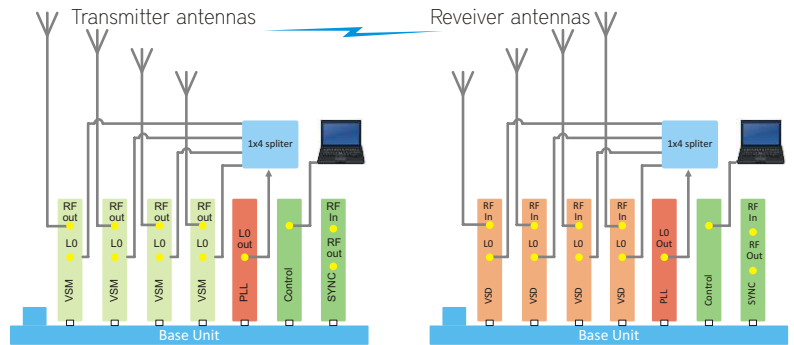 Transmitter antennas
Reveiver antennas
1x4 spliter
RF out
RF out
RF out
RF out
L0 out
RF In
L0
L0
L0
L0
RF out
VSM
VSM
VSM
VSM
PLL
Control
SYNC
Base Unit
1x4 spliter
RF In
RF In
RF In
RF In
L0 Out
RF In
L0
L0
L0
L0
RF Out
VSD
VSD
VSD
VSD
PLL
Control
SYNC
Base Unit